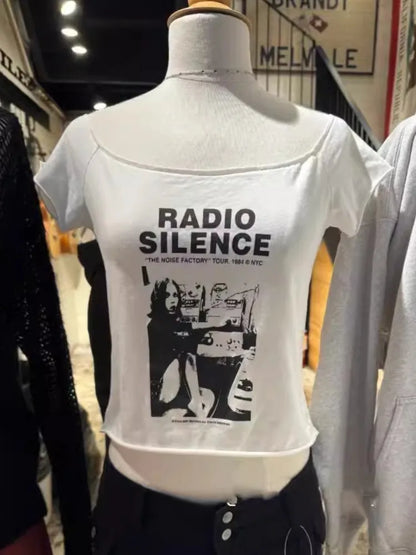 BRANDY
MELVILLE
RADIO
SILENCE
"THE NOISE FACTORY" TOUR. 1984 © NYC